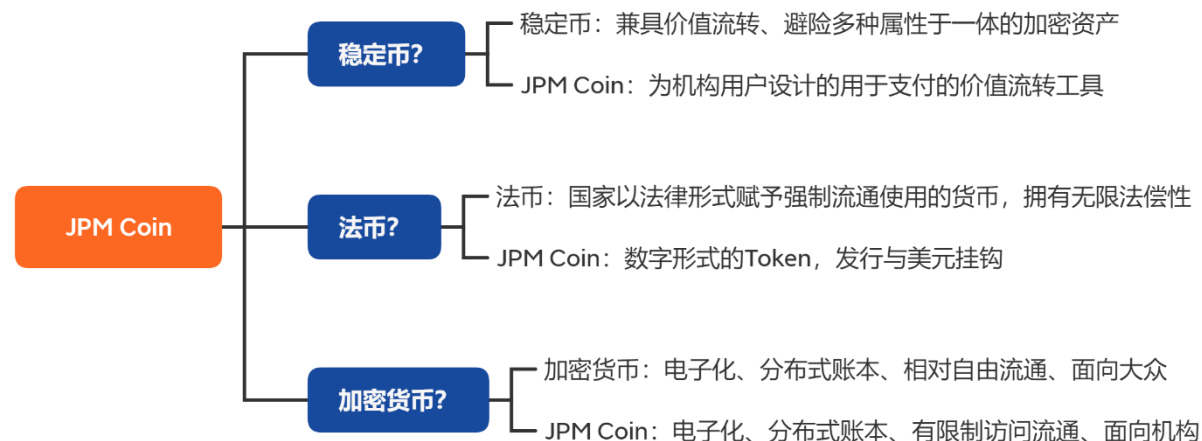 JPM Coin
稳定币？
稳定币：兼具价值流转、避险多种属性于一体的加密资产
JPM Coin：为机构用户设计的用于支付的价值流转工具
法币？
法币：国家以法律形式赋予强制流通使用的货币，拥有无限法偿性
JPM Coin：数字形式的Token，发行与美元挂钩
加密货币？
加密货币：电子化、分布式账本、相对自由流通、面向大众
JPM Coin：电子化、分布式账本、有限制访问流通、面向机构